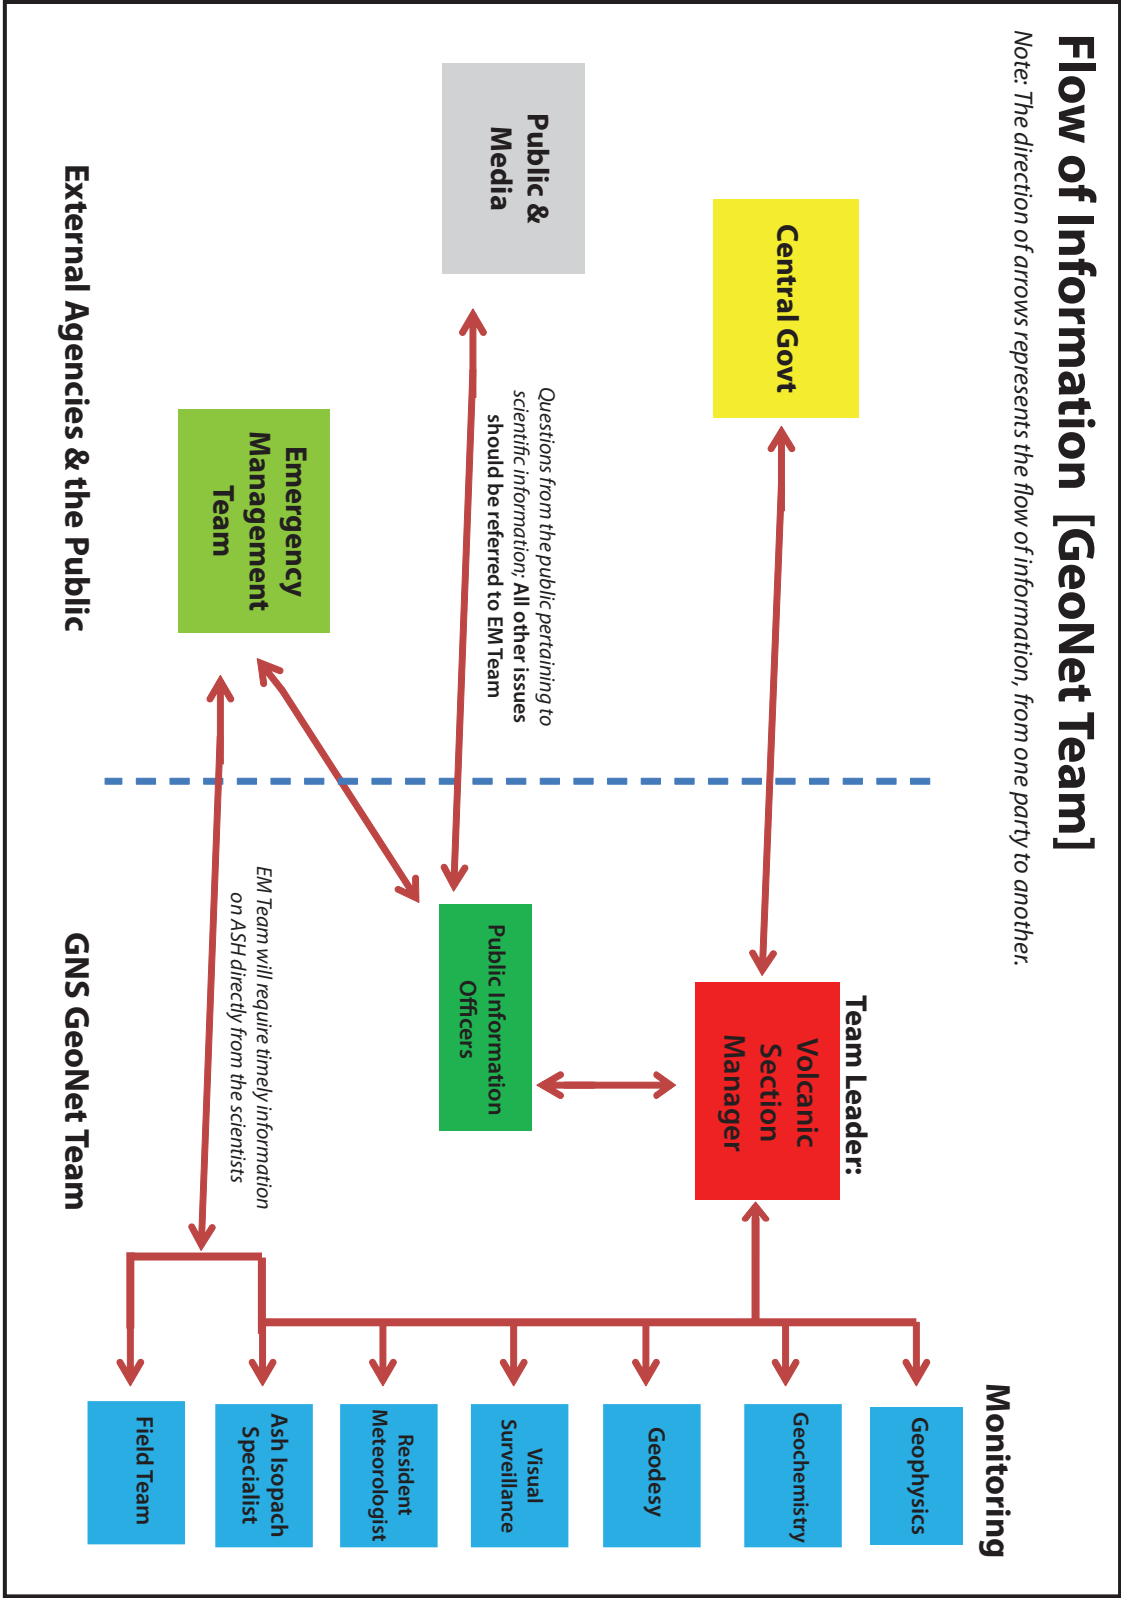 Flow of Information [GeoNet Team]
Note: The direction of arrows represents the flow of information, from one party to another.
Monitoring
Team Leader:
Central Govt
Volcanic
Section
Manager
Geophysics
Geochemistry
Geodesy
Public &
Media
Questions from the public pertaining to
scientific information; All other issues
should be referred to EM Team
Public Information
Officers
Visual
Surveillance
Resident
Meteorologist
Emergency
Management
Team
EM Team will require timely information
on ASH directly from the scientists
Ash Isopach
Specialist
Field Team
External Agencies & the Public
GNS GeoNet Team